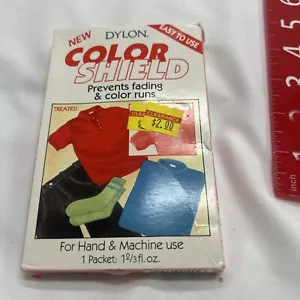 NEW
DYLON
EASY TO USE
COLOR
SHIELD
Prevents fading
& color runs
TREATED
CLEARANCE
$2.00
For Hand & Machine use
1 Packet: 1⅔ fl. oz.
5
4
3